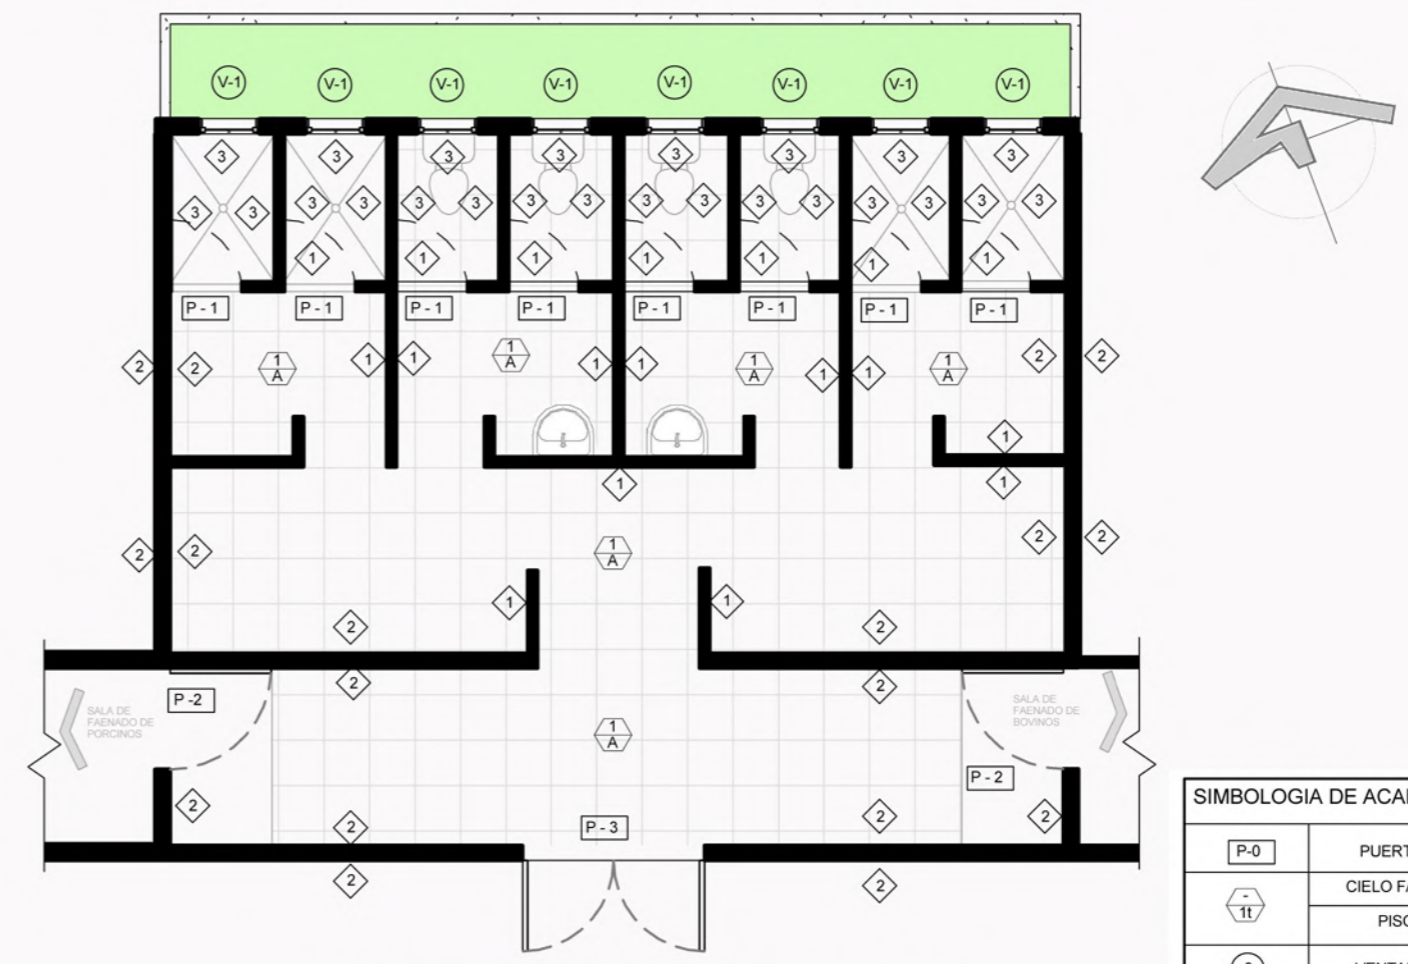 V-1 V-1 V-1 V-1 V-1 V-1 V-1 V-1
3 3 3 3 3 3 3 3
3 3 3 3 3 3 3 3 3 3 3 3 3 3 3 3
1 1 1 1 1 1 1
P - 1 P - 1 P - 1 P - 1 P - 1 P - 1 P - 1 P - 1
2 2 1 A 1 1 1 A 1 1 1 A 1 1 1 A 2 2
1
1 1
2 2 1 A 2 2
1 1
2 2
2 2
P -2
SALA DE
FAENADO DE
PORCINOS
SALA DE
FAENADO DE
BOVINOS
1 A
P - 2
2 2 2 2
P - 3
2 2
SIMBOLOGIA DE
P-0
-
1t